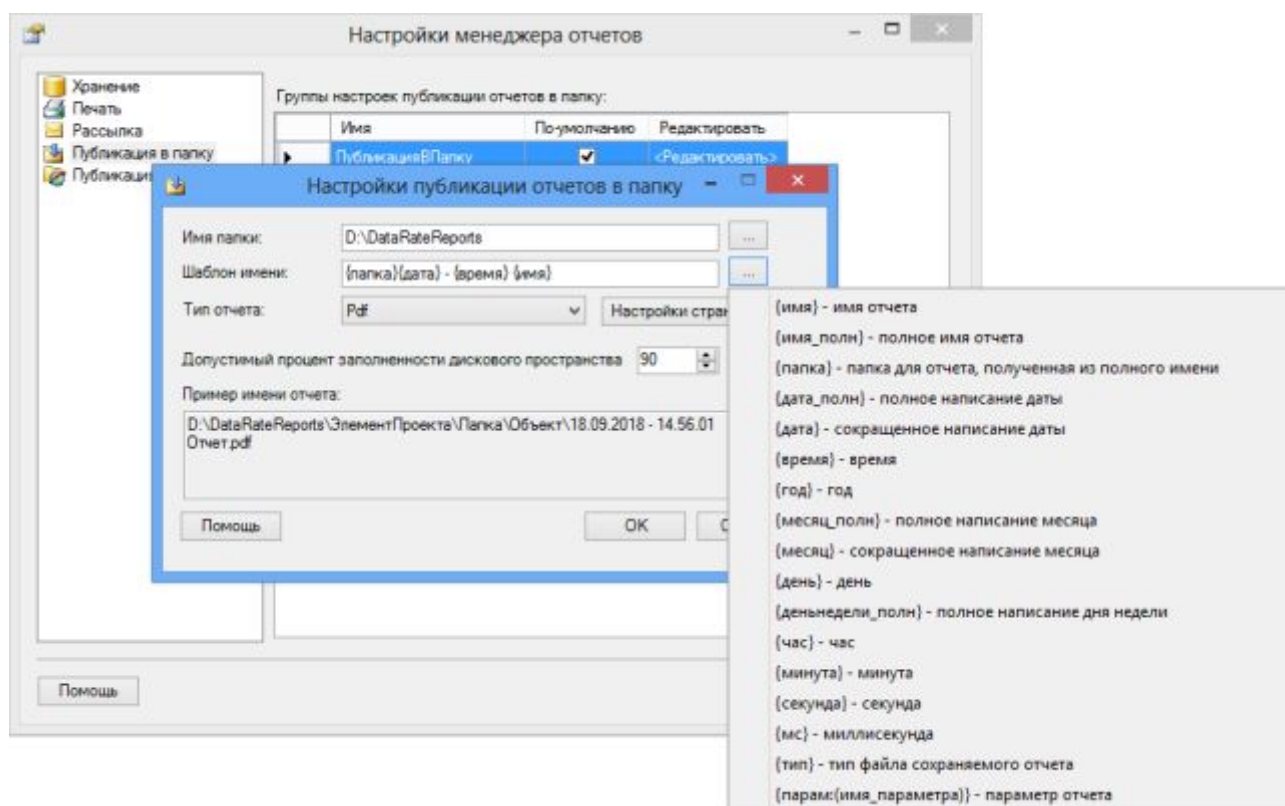 Настройки менеджера отчетов
Хранение
Печать
Рассылка
Публикация в папку
Публикация
Группы настроек публикации отчетов в папку:
Имя По-умолчанию Редактировать
ПубликацияВПапку <Редактировать>
Настройки публикации отчетов в папку
Имя папки: D:\DataRateReports ...
Шаблон имени: {папка}{дата} - {время} {имя} ...
Тип отчета: Pdf Настройки стран
Допустимый процент заполненности дискового пространства 90
Пример имени отчета:
D:\DataRateReports\ЭлементПроекта\Папка\Объект\18.09.2018 - 14.56.01
Отчет.pdf
Помощь OK
{имя} - имя отчета
{имя_полн} - полное имя отчета
{папка} - папка для отчета, полученная из полного имени
{дата_полн} - полное написание даты
{дата} - сокращенное написание даты
{время} - время
{год} - год
{месяц_полн} - полное написание месяца
{месяц} - сокращенное написание месяца
{день} - день
{деньнедели_полн} - полное написание дня недели
{час} - час
{минута} - минута
{секунда} - секунда
{мс} - миллисекунда
{тип} - тип файла сохраняемого отчета
{парам:(имя_параметра)} - параметр отчета
Помощь